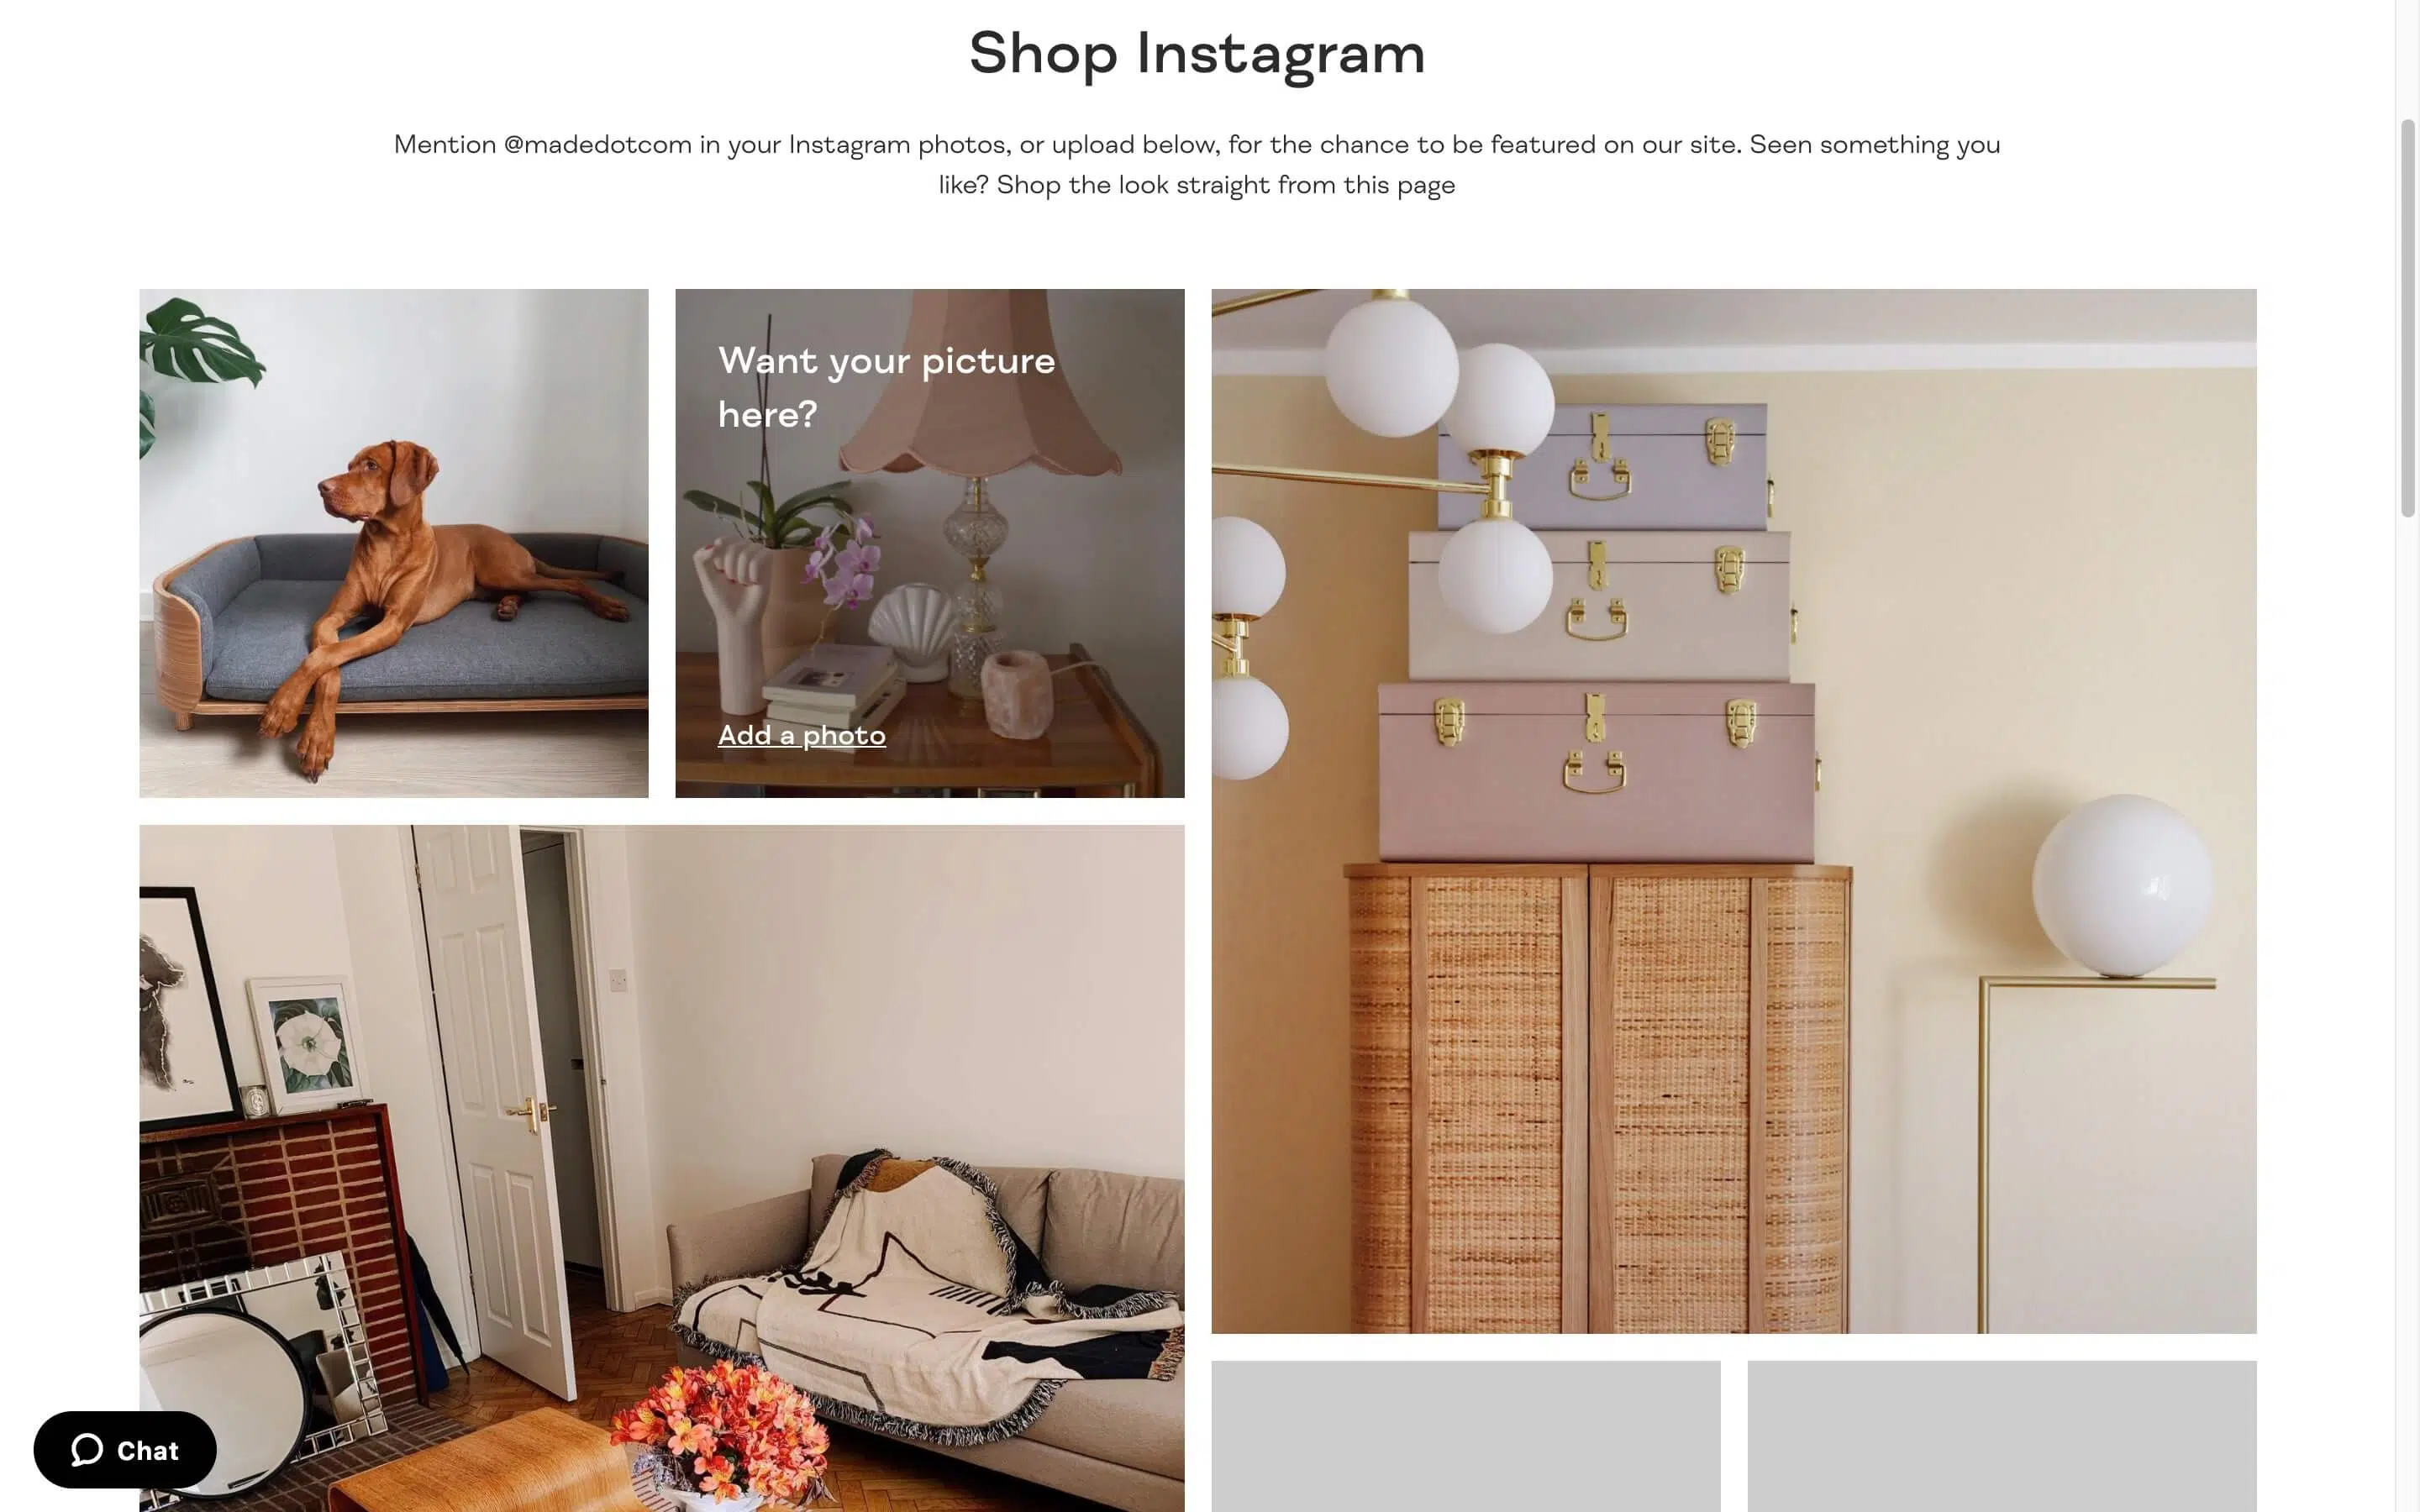 Shop Instagram
Mention @madedotcom in your Instagram photos, or upload below, for the chance to be featured on our site. Seen something you
like? Shop the look straight from this page
Want your picture
here?
Add a photo
Chat